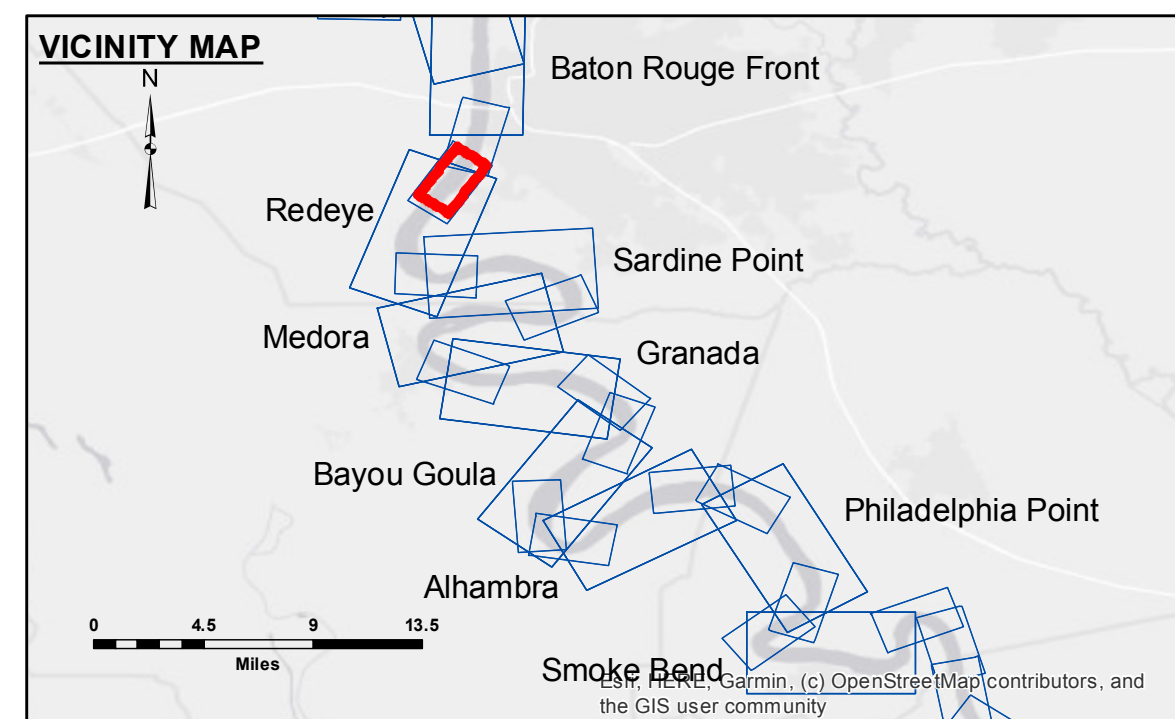 VICINITY MAP
N
Baton Rouge Front
Redeye
Sardine Point
Medora
Granada
Bayou Goula
Philadelphia Point
Alhambra
0 4.5 9 13.5
Miles
Smoke Bend
Esri, HERE, Garmin, (c) OpenStreetMap contributors, and
the GIS user community